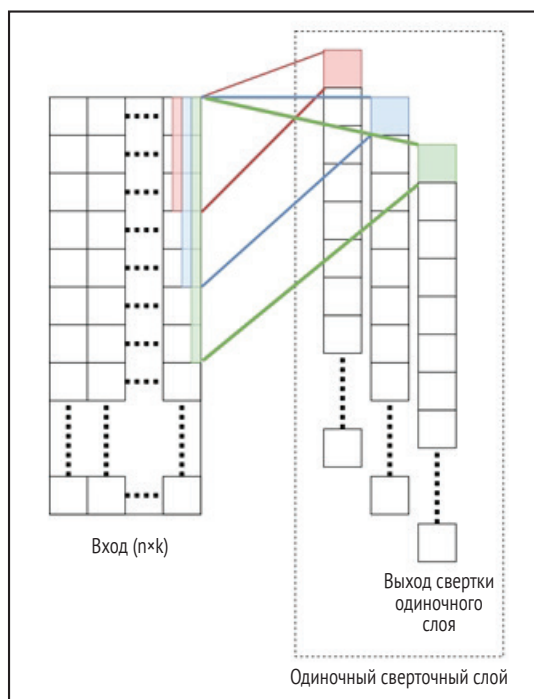 Вход (n×k)
Выход свертки
одиночного
слоя
Одиночный сверточный слой